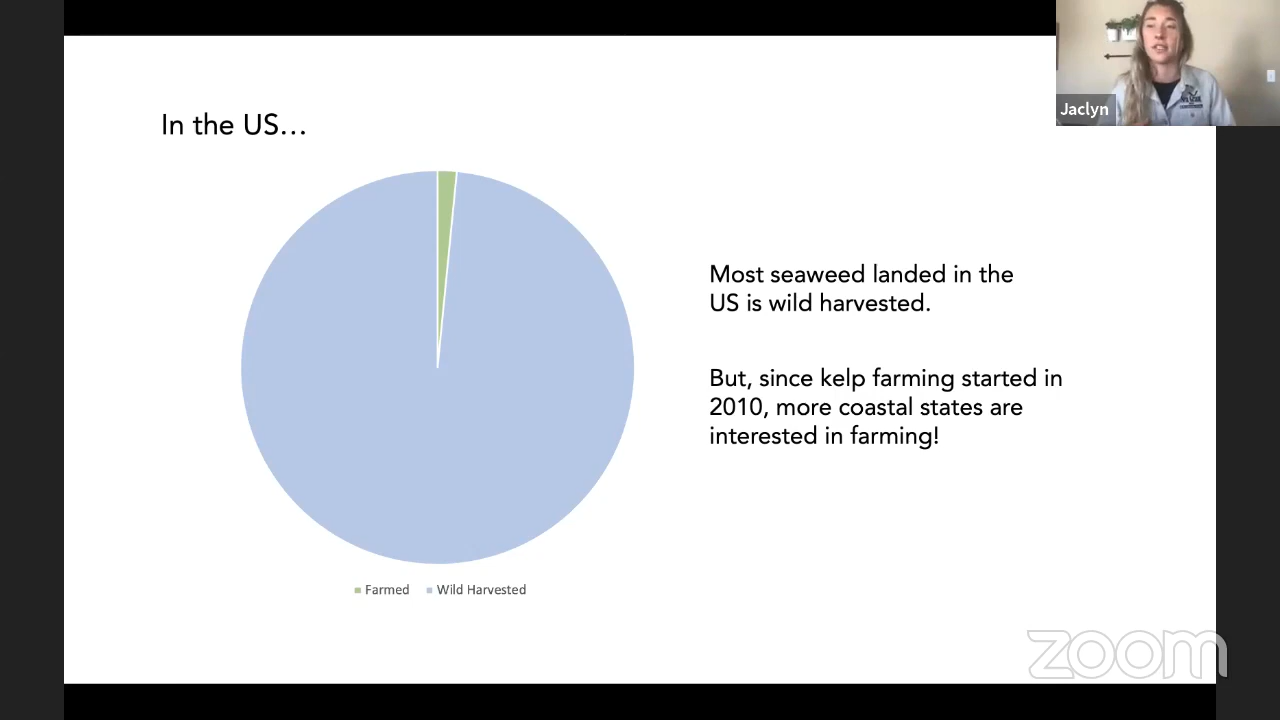 Jaclyn
In the US…
Most seaweed landed in the
US is wild harvested.
But, since kelp farming started in
2010, more coastal states are
interested in farming!
Farmed
Wild Harvested
zoom